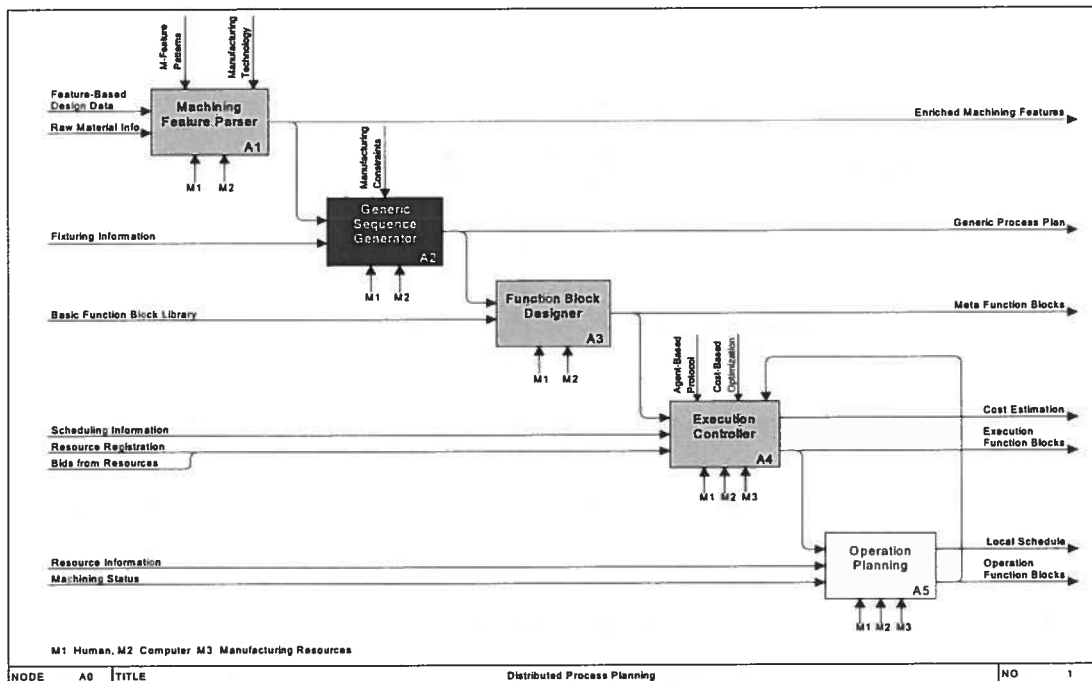 M-Feature
Patterns
Manufacturing
Technology
Feature-Based
Design Data
Raw Material Info
Machining
Feature Parser
A1
M1 M2
Enriched Machining Features
Manufacturing
Constraints
Generic
Sequence
Generator
A2
M1 M2
Fixturing Information
Generic Process Plan
Basic Function Block Library
Function Block
Designer
A3
M1 M2
Meta Function Blocks
Agent-Based
Protocol
Cost-Based
Optimization
Scheduling Information
Resource Registration
Bids from Resources
Execution
Controller
A4
M1 M2 M3
Cost Estimation
Execution
Function Blocks
Resource Information
Machining Status
Operation
Planning
A5
M1 M2 M3
Local Schedule
Operation
Function Blocks
M1 Human, M2 Computer M3 Manufacturing Resources
NODE A0 TITLE Distributed Process Planning NO 1